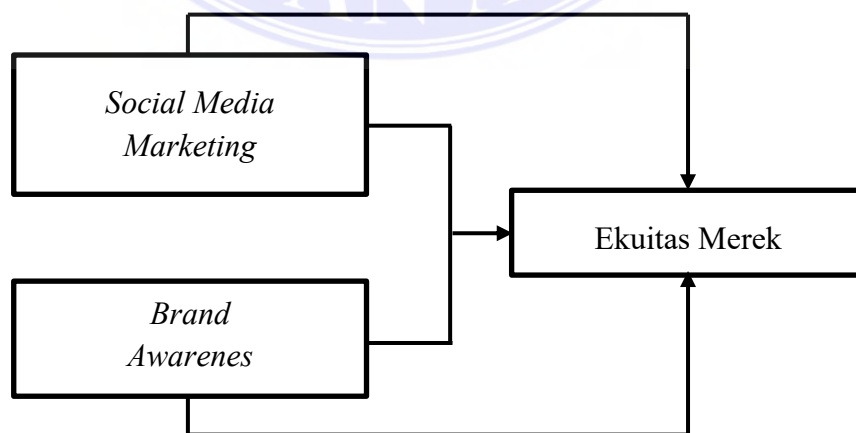 Social Media
Marketing
Ekuitas Merek
Brand
Awarenes